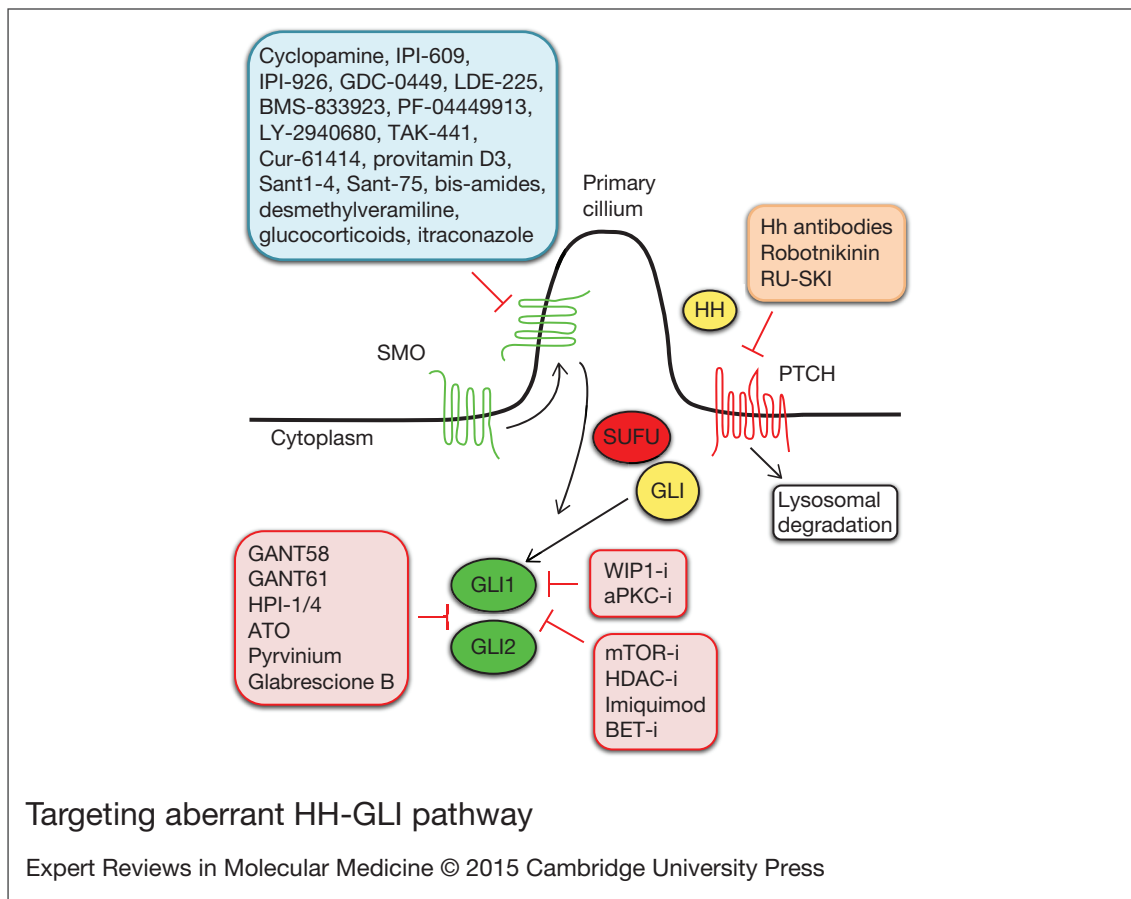 Cyclopamine, IPI-609,
IPI-926, GDC-0449, LDE-225,
BMS-833923, PF-04449913,
LY-2940680, TAK-441,
Cur-61414, provitamin D3,
Sant1-4, Sant-75, bis-amides,
desmethylveramiline,
glucocorticoids, itraconazole
Primary
cillium
Hh antibodies
Robotnikinin
RU-SKI
HH
SMO
PTCH
Cytoplasm
SUFU
GLI
Lysosomal
degradation
GANT58
GANT61
HPI-1/4
ATO
Pyrvinium
Glabrescione B
GLI1
GLI2
WIP1-i
aPKC-i
mTOR-i
HDAC-i
Imiquimod
BET-i
Targeting aberrant HH-GLI pathway
Expert Reviews in Molecular Medicine © 2015 Cambridge University Press